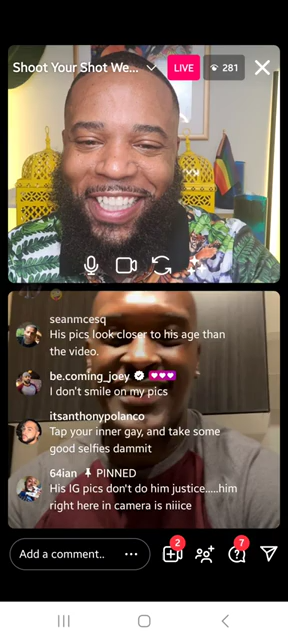 Shoot Your Shot We...
LIVE
281
seanmcesq
His pics look closer to his age than
the video.
be.coming_joey
I don't smile on my pics
itsanthonypolanco
Tap your inner gay, and take some
good selfies dammit
64ian PINNED
His IG pics don't do him justice.....him
right here in camera is niiice
Add a comment..
2
7